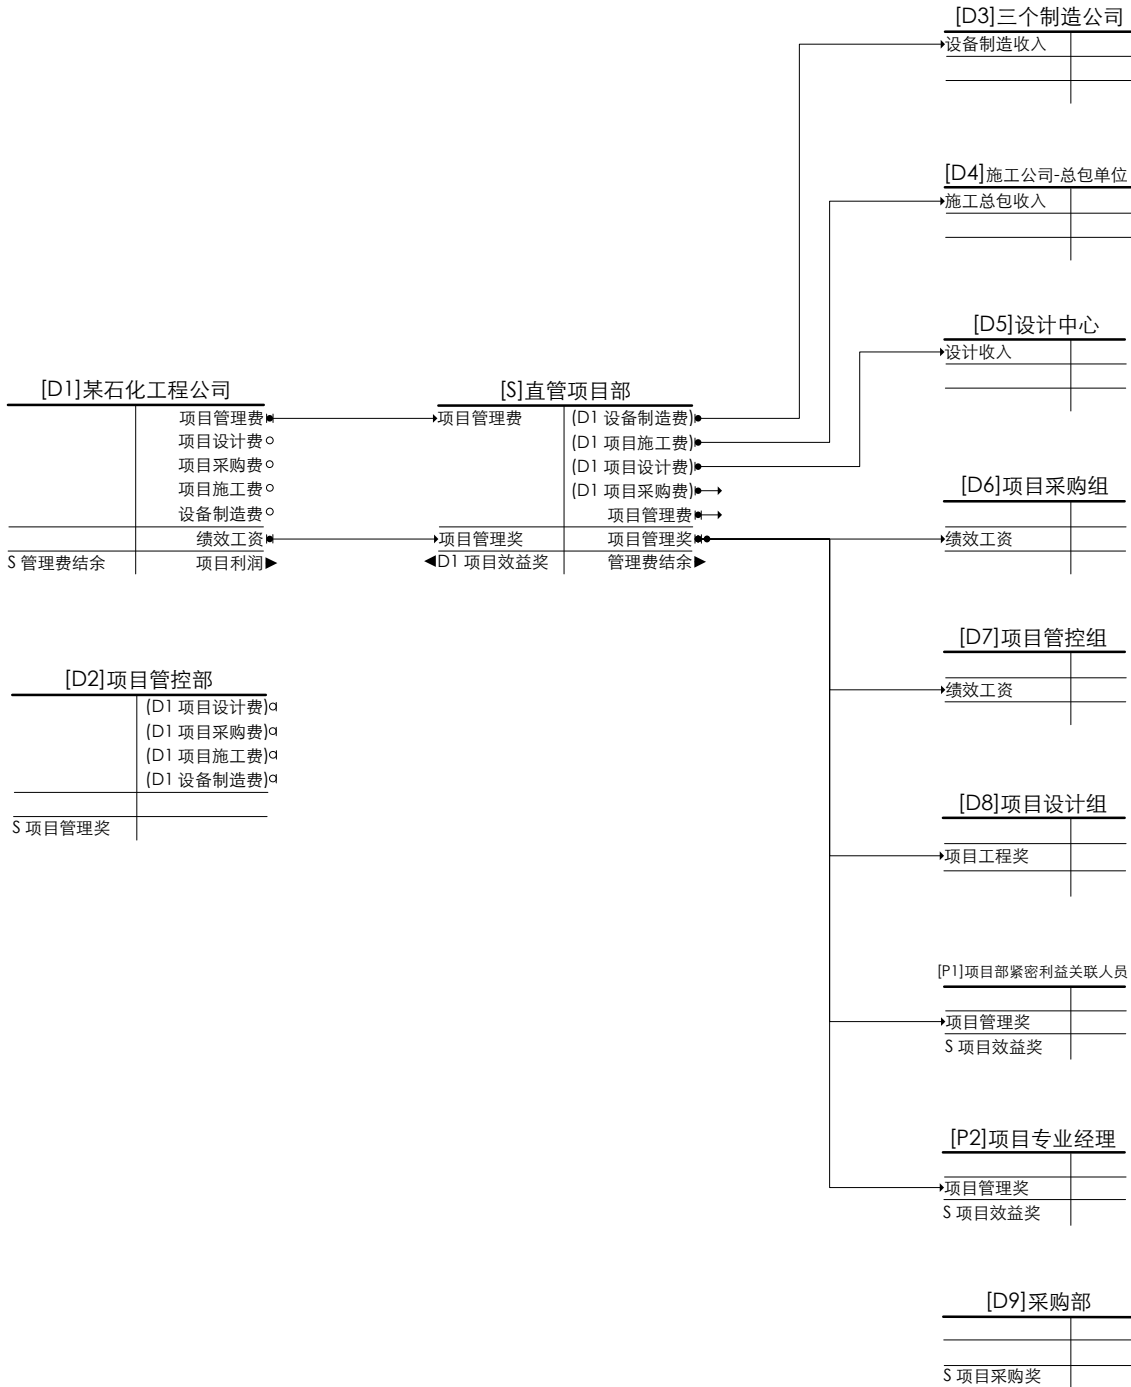 [D3]三个制造公司
设备制造收入
[D4]施工公司-总包单位
施工总包收入
[D5]设计中心
设计收入
[D1]某石化工程公司
项目管理费
项目设计费
项目采购费
项目施工费
设备制造费
绩效工资
S 管理费结余 项目利润
[S]直管项目部
项目管理费 (D1 设备制造费)
(D1 项目施工费)
(D1 项目设计费)
(D1 项目采购费)
项目管理费
项目管理奖 项目管理奖
D1 项目效益奖 管理费结余
[D6]项目采购组
绩效工资
[D7]项目管控组
绩效工资
[D2]项目管控部
(D1 项目设计费)
(D1 项目采购费)
(D1 项目施工费)
(D1 设备制造费)
S 项目管理奖
[D8]项目设计组
项目工程奖
[P1]项目部紧密利益关联人员
项目管理奖
S 项目效益奖
[P2]项目专业经理
项目管理奖
S 项目效益奖
[D9]采购部
S 项目采购奖